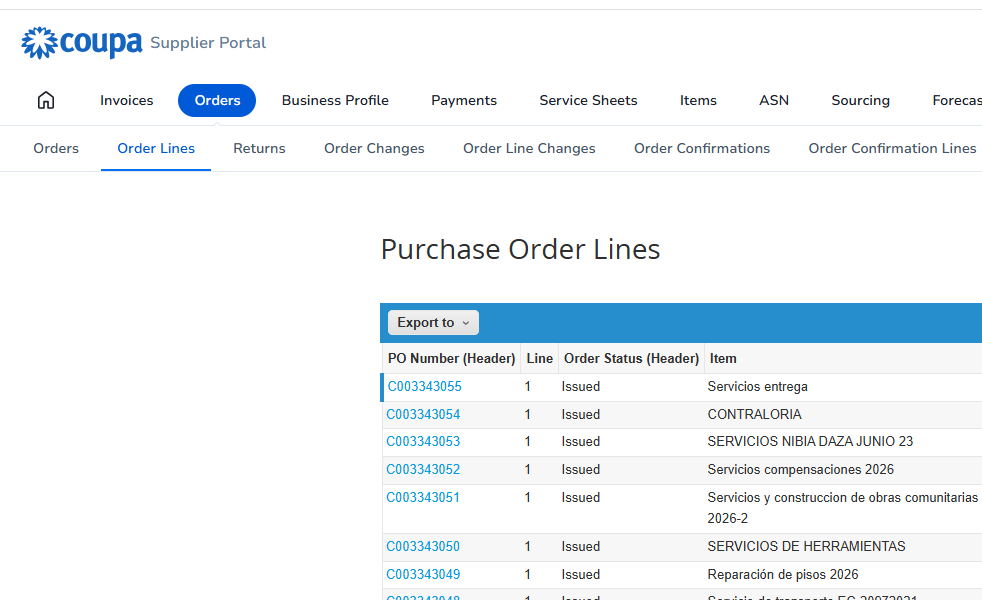 coupa Supplier Portal
Invoices Orders Business Profile Payments Service Sheets Items ASN Sourcing Forecas
Orders Order Lines Returns Order Changes Order Line Changes Order Confirmations Order Confirmation Lines
Purchase Order Lines
Export to
PO Number (Header) Line Order Status (Header) Item
C003343055 1 Issued Servicios entrega
C003343054 1 Issued CONTRALORIA
C003343053 1 Issued SERVICIOS NIBIA DAZA JUNIO 23
C003343052 1 Issued Servicios compensaciones 2026
C003343051 1 Issued Servicios y construccion de obras comunitarias
2026-2
C003343050 1 Issued SERVICIOS DE HERRAMIENTAS
C003343049 1 Issued Reparación de pisos 2026
C003343048 1 Issued Servicio de transporte